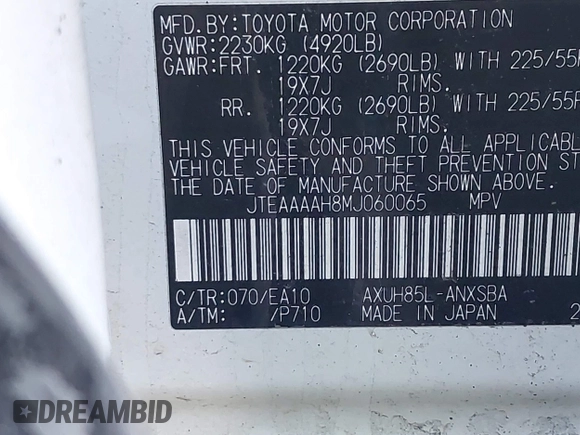 MFD.BY:TOYOTA MOTOR CORPORATION
GVWR:2230KG (4920LB)
GAWR:FRT. 1220KG (2690LB) WITH 225/55
19X7J RIMS.
RR. 1220KG (2690LB) WITH 225/55
19X7J RIMS.
THIS VEHICLE CONFORMS TO ALL APPLICABLE
VEHICLE SAFETY AND THEFT PREVENTION ST
THE DATE OF MANUFACTURE SHOWN ABOVE.
JTEAAAAH8MJ060065 MPV
C/TR:070/EA10 AXUH85L-ANXSBA
A/TM: /P710 MADE IN JAPAN 2
DREAMBID